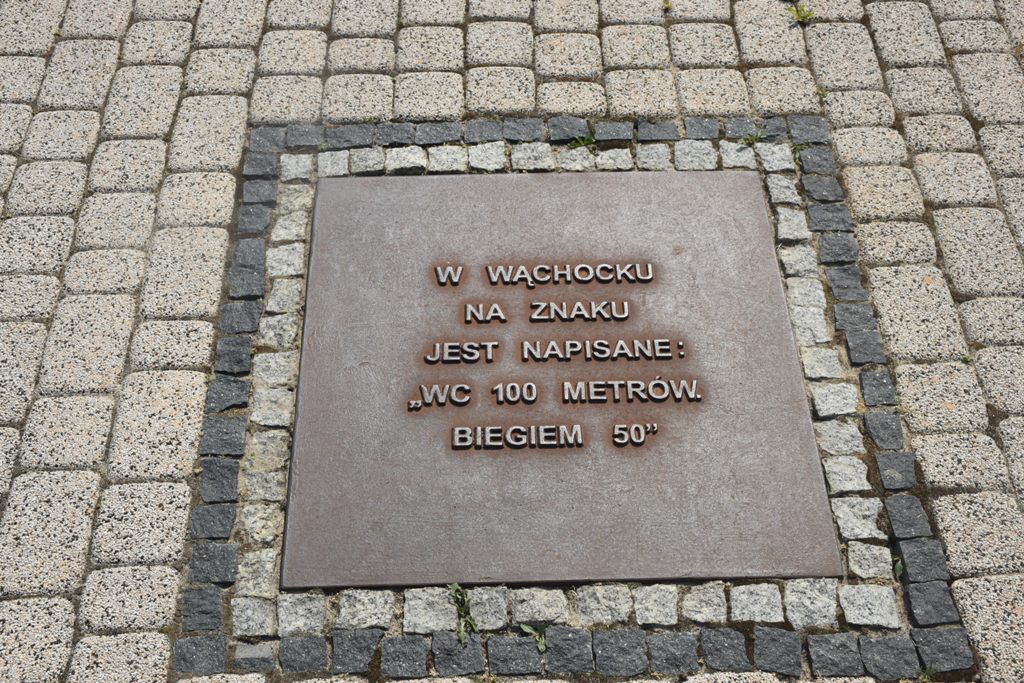 W WĄCHOCKU
NA ZNAKU
JEST NAPISANE:
„WC 100 METRÓW.
BIEGIEM 50”